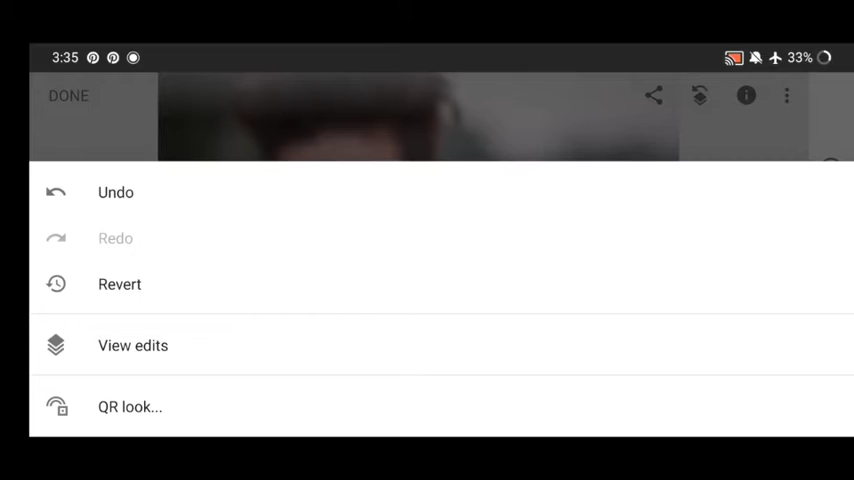 3:35 33%
DONE
Undo
Redo
Revert
View edits
QR look...